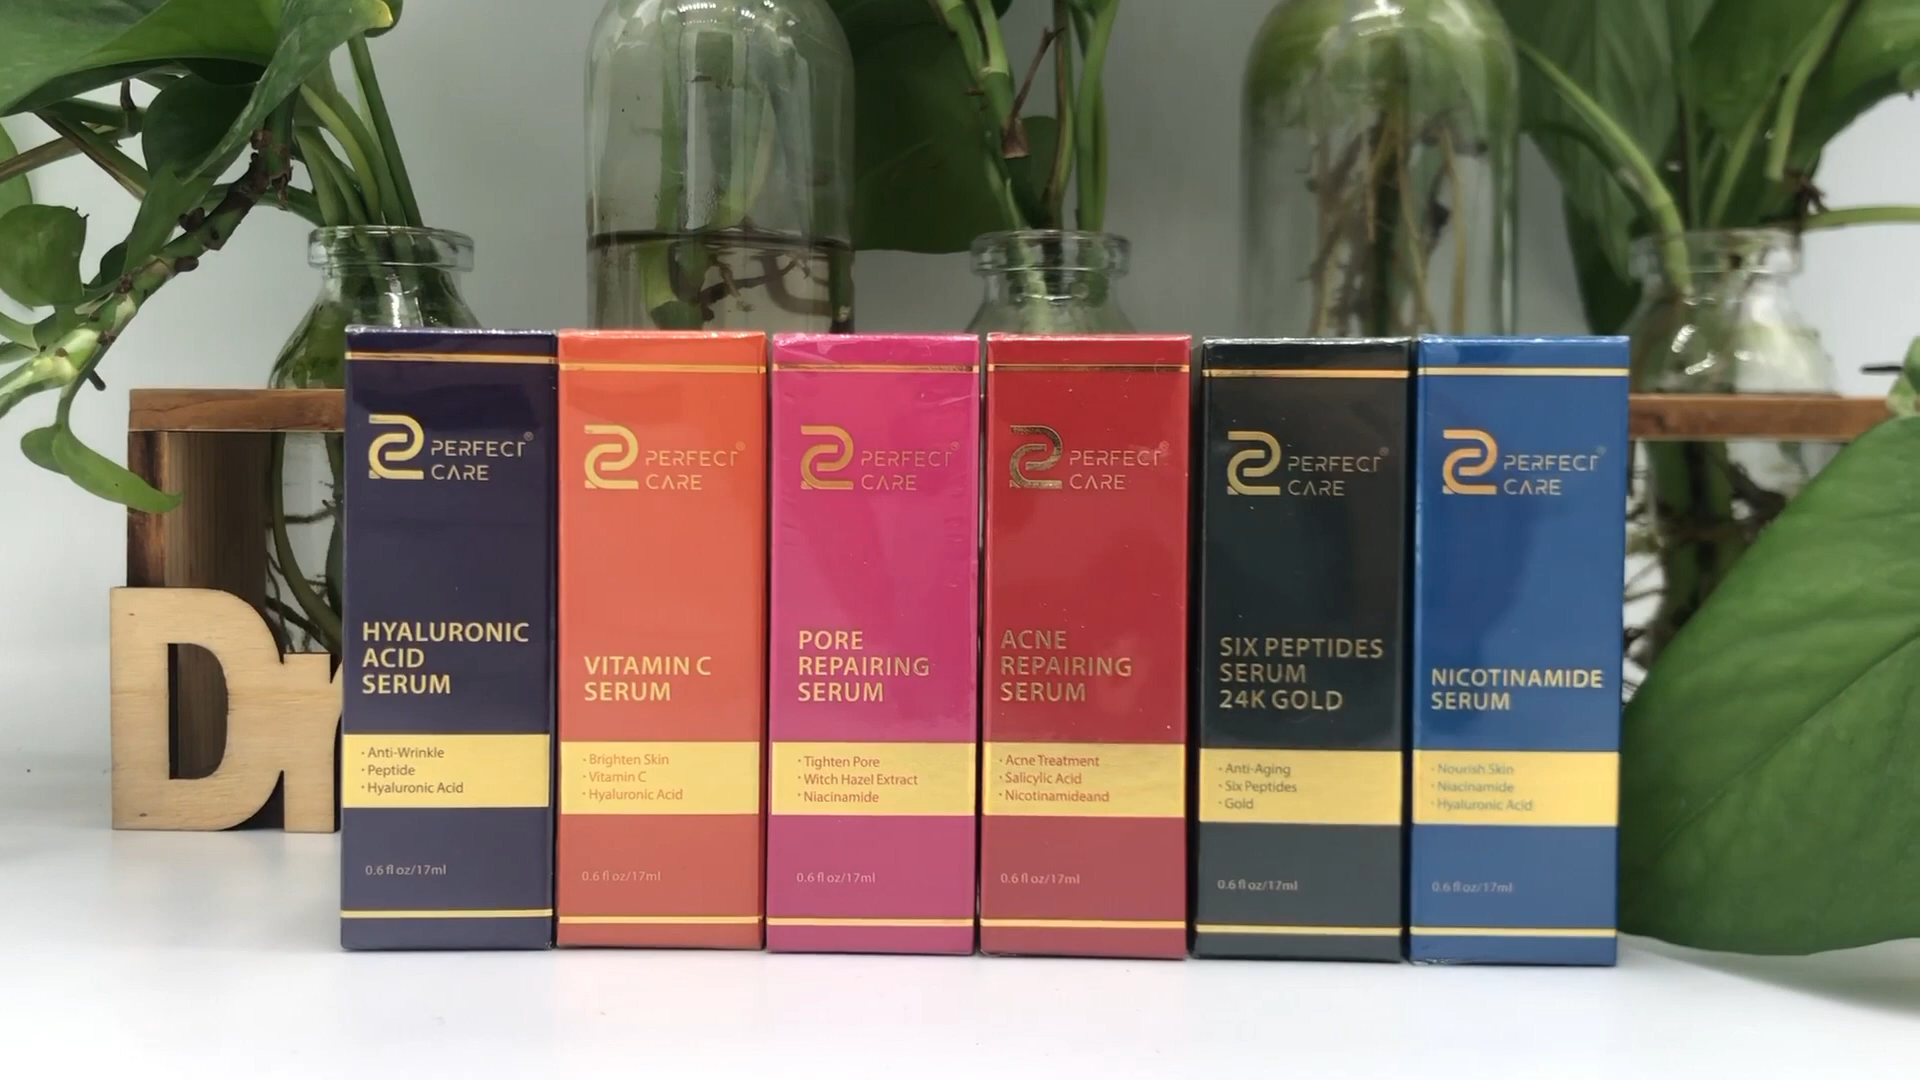 Dr
PERFECT®
CARE
HYALURONIC
ACID
SERUM
· Anti-Wrinkle
· Peptide
· Hyaluronic Acid
0.6 fl oz/17ml
PERFECT®
CARE
VITAMIN C
SERUM
· Brighten Skin
· Vitamin C
· Hyaluronic Acid
0.6 fl oz/17ml
PERFECT®
CARE
PORE
REPAIRING
SERUM
· Tighten Pore
· Witch Hazel Extract
· Niacinamide
0.6 fl oz/17ml
PERFECT®
CARE
ACNE
REPAIRING
SERUM
· Acne Treatment
· Salicylic Acid
· Nicotinamideand
0.6 fl oz/17ml
PERFECT®
CARE
SIX PEPTIDES
SERUM
24K GOLD
· Anti-Aging
· Six Peptides
· Gold
0.6 fl oz/17ml
PERFECT®
CARE
NICOTINAMIDE
SERUM
· Nourish Skin
· Niacinamide
· Hyaluronic Acid
0.6 fl oz/17ml